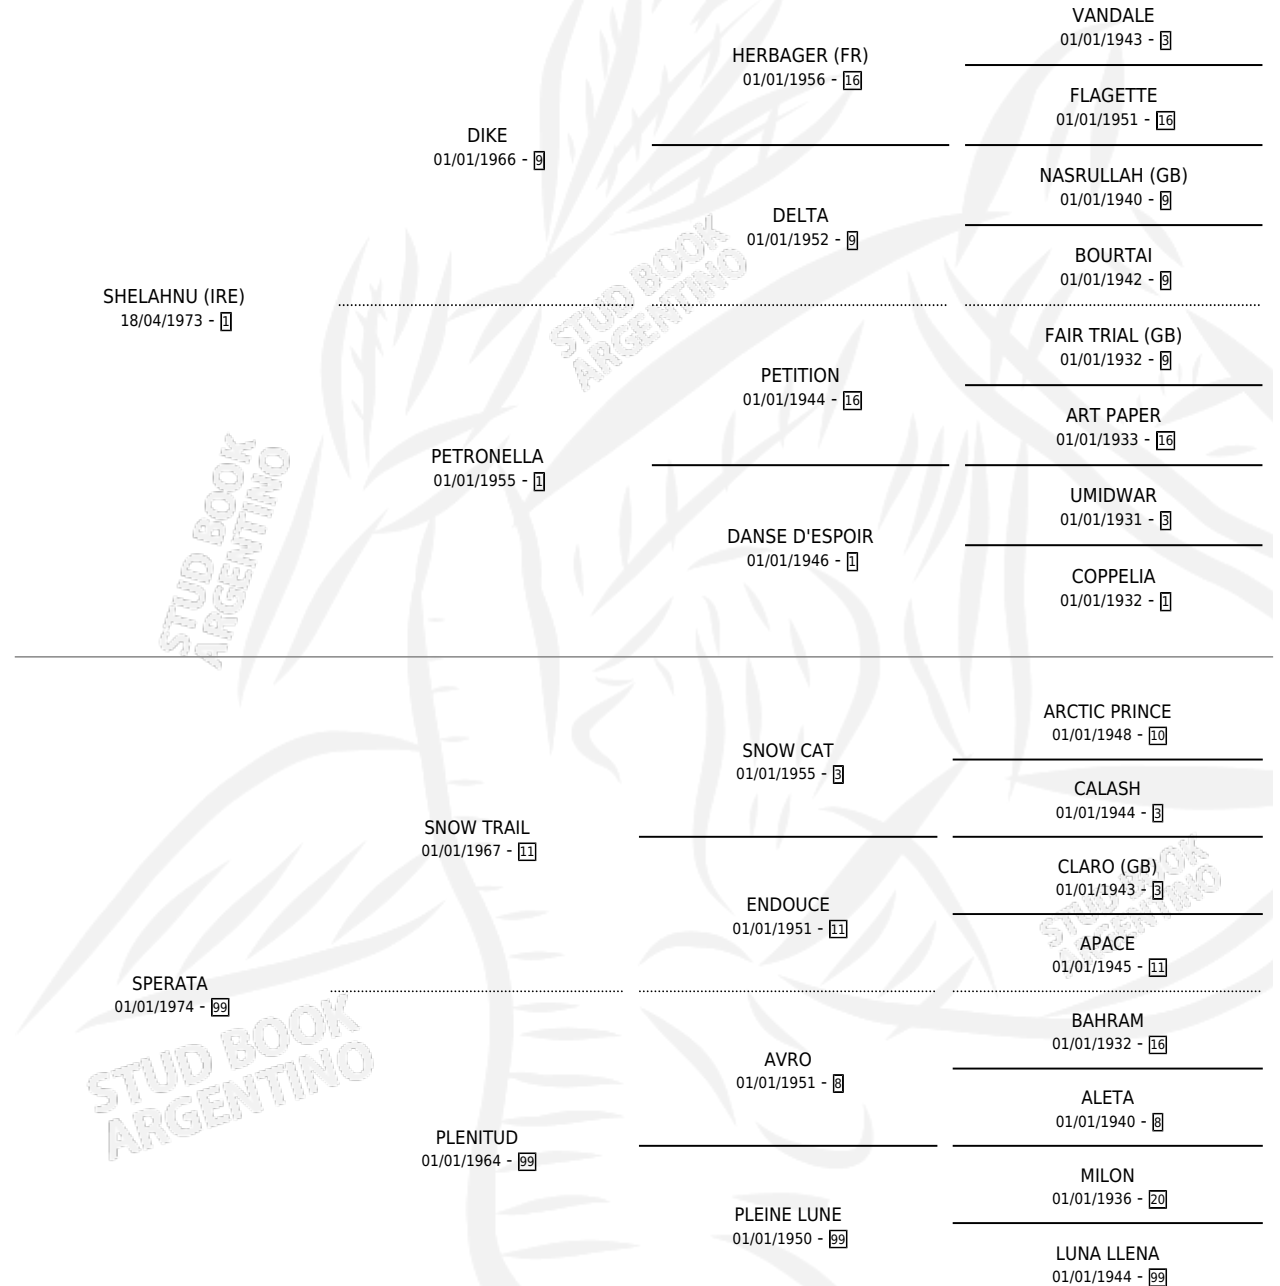 VANDALE
01/01/1943 - 3
HERBAGER (FR)
01/01/1956 - 16
FLAGETTE
01/01/1951 - 16
DIKE
01/01/1966 - 9
NASRULLAH (GB)
01/01/1940 - 9
DELTA
01/01/1952 - 9
BOURTAI
01/01/1942 - 9
SHELAHNU (IRE)
18/04/1973 - 1
FAIR TRIAL (GB)
01/01/1932 - 9
PETITION
01/01/1944 - 16
ART PAPER
01/01/1933 - 16
PETRONELLA
01/01/1955 - 1
UMIDWAR
01/01/1931 - 3
DANSE D'ESPOIR
01/01/1946 - 1
COPPELIA
01/01/1932 - 1
ARCTIC PRINCE
01/01/1948 - 10
SNOW CAT
01/01/1955 - 3
CALASH
01/01/1944 - 3
SNOW TRAIL
01/01/1967 - 11
CLARO (GB)
01/01/1943 - 3
ENDOUCE
01/01/1951 - 11
APACE
01/01/1945 - 11
SPERATA
01/01/1974 - 99
BAHRAM
01/01/1932 - 16
AVRO
01/01/1951 - 8
ALETA
01/01/1940 - 8
PLENITUD
01/01/1964 - 99
MILON
01/01/1936 - 20
PLEINE LUNE
01/01/1950 - 99
LUNA LLENA
01/01/1944 - 99
STUD BOOK
ARGENTINO
STUD BOOK
ARGENTINO
STUD BOOK
ARGENTINO
STUD BOOK
ARGENTINO